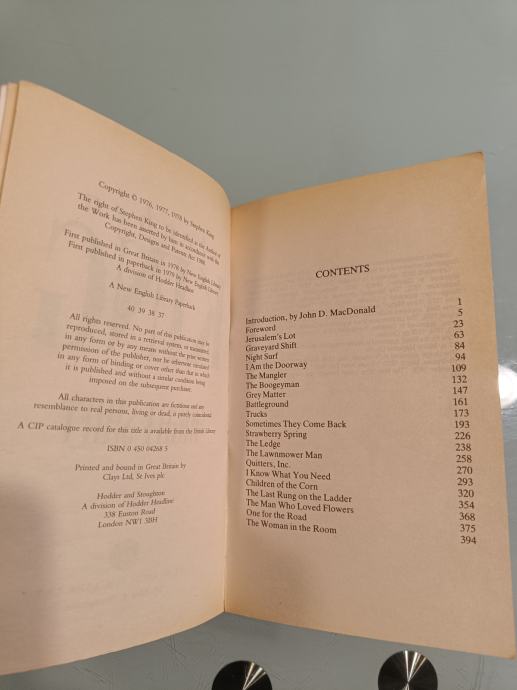 Copyright © 1976, 1977, 1978 by Stephen King
The right of Stephen King to be identified as the Author of
the Work has been asserted by him in accordance with the
Copyright, Designs and Patents Act 1988.
First published in Great Britain in 1978 by New English Library
First published in paperback in 1979 by New English Library
A division of Hodder Headline
A New English Library Paperback
40 39 38 37
All rights reserved. No part of this publication may be
reproduced, stored in a retrieval system, or transmitted,
in any form or by any means without the prior written
permission of the publisher, nor be otherwise circulated
in any form of binding or cover other than that in which
it is published and without a similar condition being
imposed on the subsequent purchaser.
All characters in this publication are fictitious and any
resemblance to real persons, living or dead, is purely coincidental
A CIP catalogue record for this title is available from the British Library
ISBN 0 450 04268 5
Printed and bound in Great Britain by
Clays Ltd, St Ives plc
Hodder and Stoughton
A division of Hodder Headline
338 Euston Road
London NW1 3BH
CONTENTS
Introduction, by John D. MacDonald 1
Foreword 5
Jerusalem's Lot 23
Graveyard Shift 63
Night Surf 84
I Am the Doorway 94
The Mangler 109
The Boogeyman 132
Grey Matter 147
Battleground 161
Trucks 173
Sometimes They Come Back 193
Strawberry Spring 226
The Ledge 238
The Lawnmower Man 258
Quitters, Inc. 270
I Know What You Need 293
Children of the Corn 320
The Last Rung on the Ladder 354
The Man Who Loved Flowers 368
One for the Road 375
The Woman in the Room 394